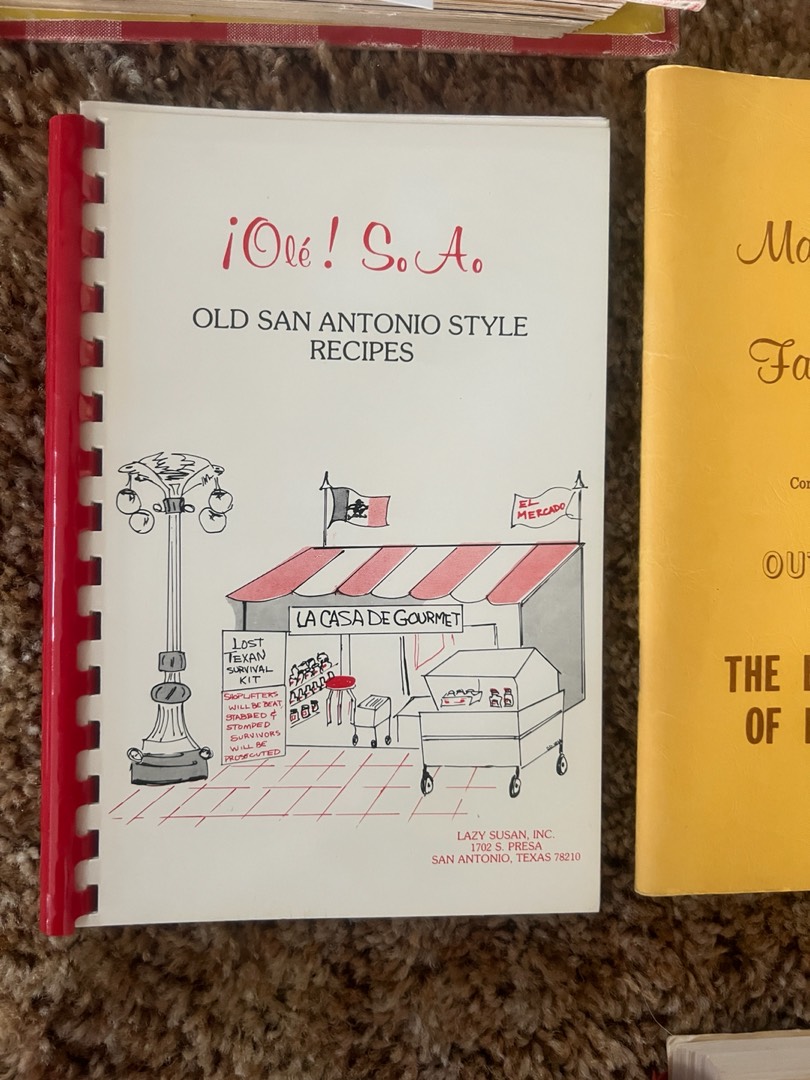 ¡Olé! S.A.
OLD SAN ANTONIO STYLE
RECIPES
EL
MERCADO
LA CASA DE GOURMET
LOST
TEXAN
SURVIVAL
KIT
SHOPLIFTERS
WILL BE BEAT,
STABBED &
STOMPED
SURVIVORS
WILL BE
PROSECUTED
LAZY SUSAN, INC.
1702 S. PRESA
SAN ANTONIO, TEXAS 78210
THE
OF